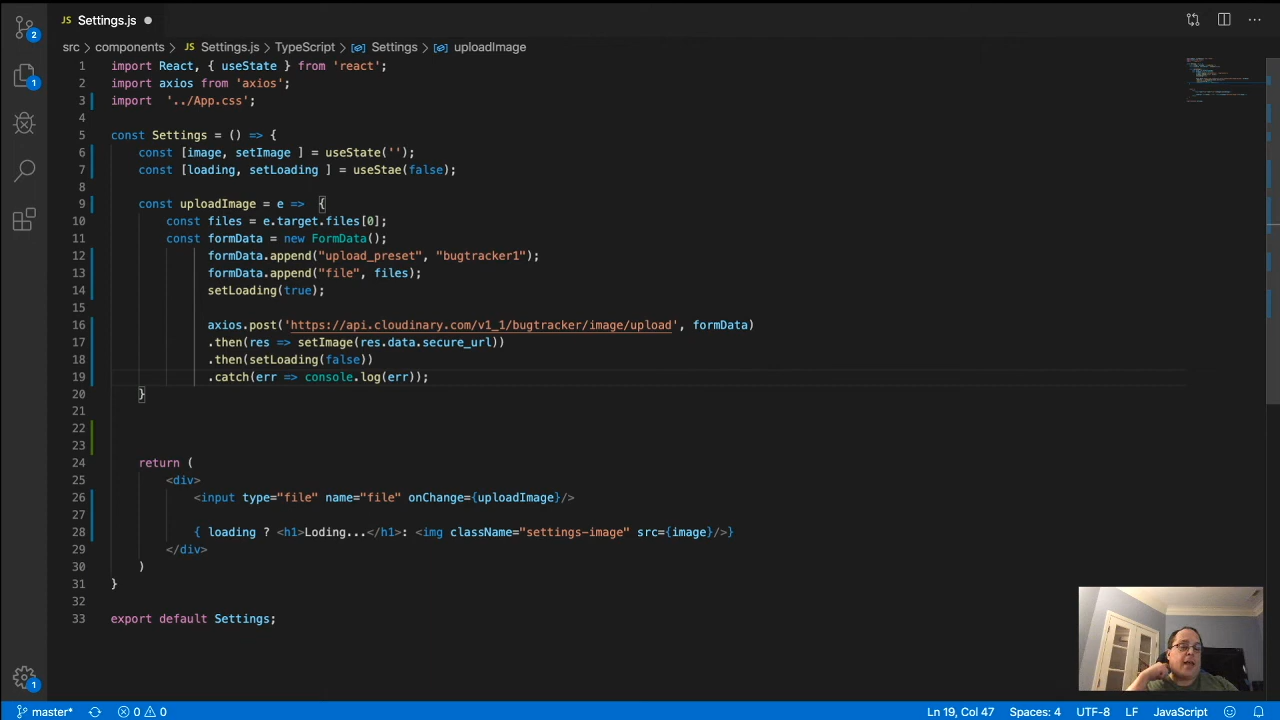 JS Settings.js
2
src components JS Settings.js TypeScript Settings uploadImage
1 import React, { useState } from 'react';
1
2 import axios from 'axios';
3 import '../App.css';
4
5 const Settings = () => {
6 const [image, setImage ] = useState('');
7 const [loading, setLoading ] = useStae(false);
8
9 const uploadImage = e => {
10 const files = e.target.files[0];
11 const formData = new FormData();
12 formData.append("upload_preset", "bugtracker1");
13 formData.append("file", files);
14 setLoading(true);
15
16 axios.post('https://api.cloudinary.com/v1_1/bugtracker/image/upload', formData)
17 .then(res => setImage(res.data.secure_url))
18 .then(setLoading(false))
19 .catch(err => console.log(err));
20 }
21
22
23
24 return (
25 <div>
26 <input type="file" name="file" onChange={uploadImage}/>
27
28 { loading ? <h1>Loding...</h1>: <img className="settings-image" src={image}/>}
29 </div>
30 )
31 }
32
33 export default Settings;
1
master* 0 0 Ln 19, Col 47 Spaces: 4 UTF-8 LF JavaScript